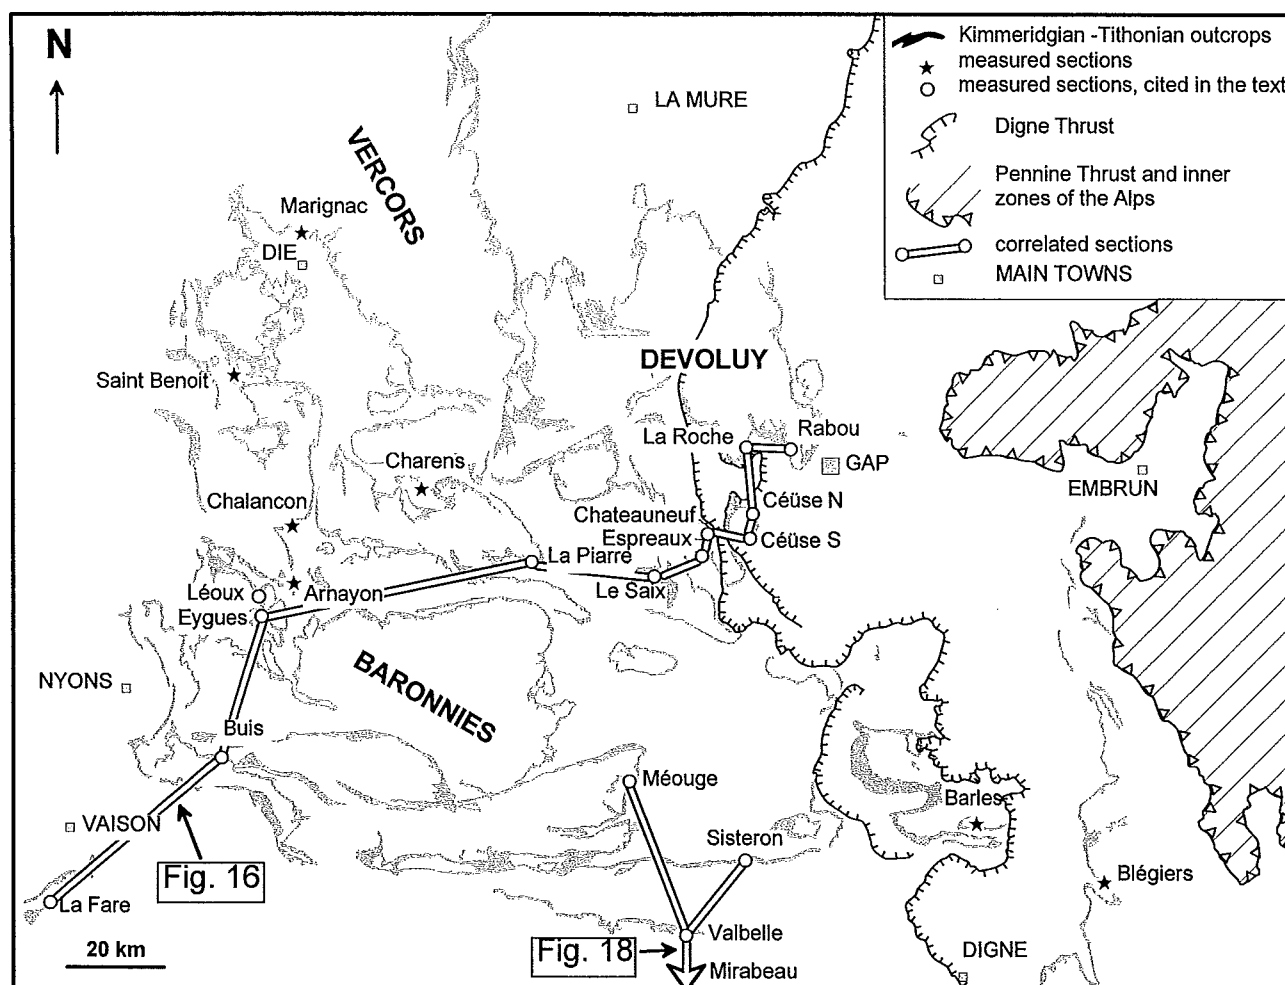 N
Kimmeridgian -Tithonian outcrops
measured sections
measured sections, cited in the text
Digne Thrust
Pennine Thrust and inner
zones of the Alps
correlated sections
MAIN TOWNS
LA MURE
VERCORS
Marignac
DIE
Saint Benoît
DEVOLUY
La Roche
Rabou
GAP
Charens
EMBRUN
Chalancon
Céüse N
Chateauneuf
Espreaux
Céüse S
La Piarre
Le Saix
Léoux
Arnayon
Eygues
BARONNIES
NYONS
Buis
Méouge
Barles
VAISON
Sisteron
Fig. 16
Blégiers
La Fare
Valbelle
20 km
Fig. 18
DIGNE
Mirabeau